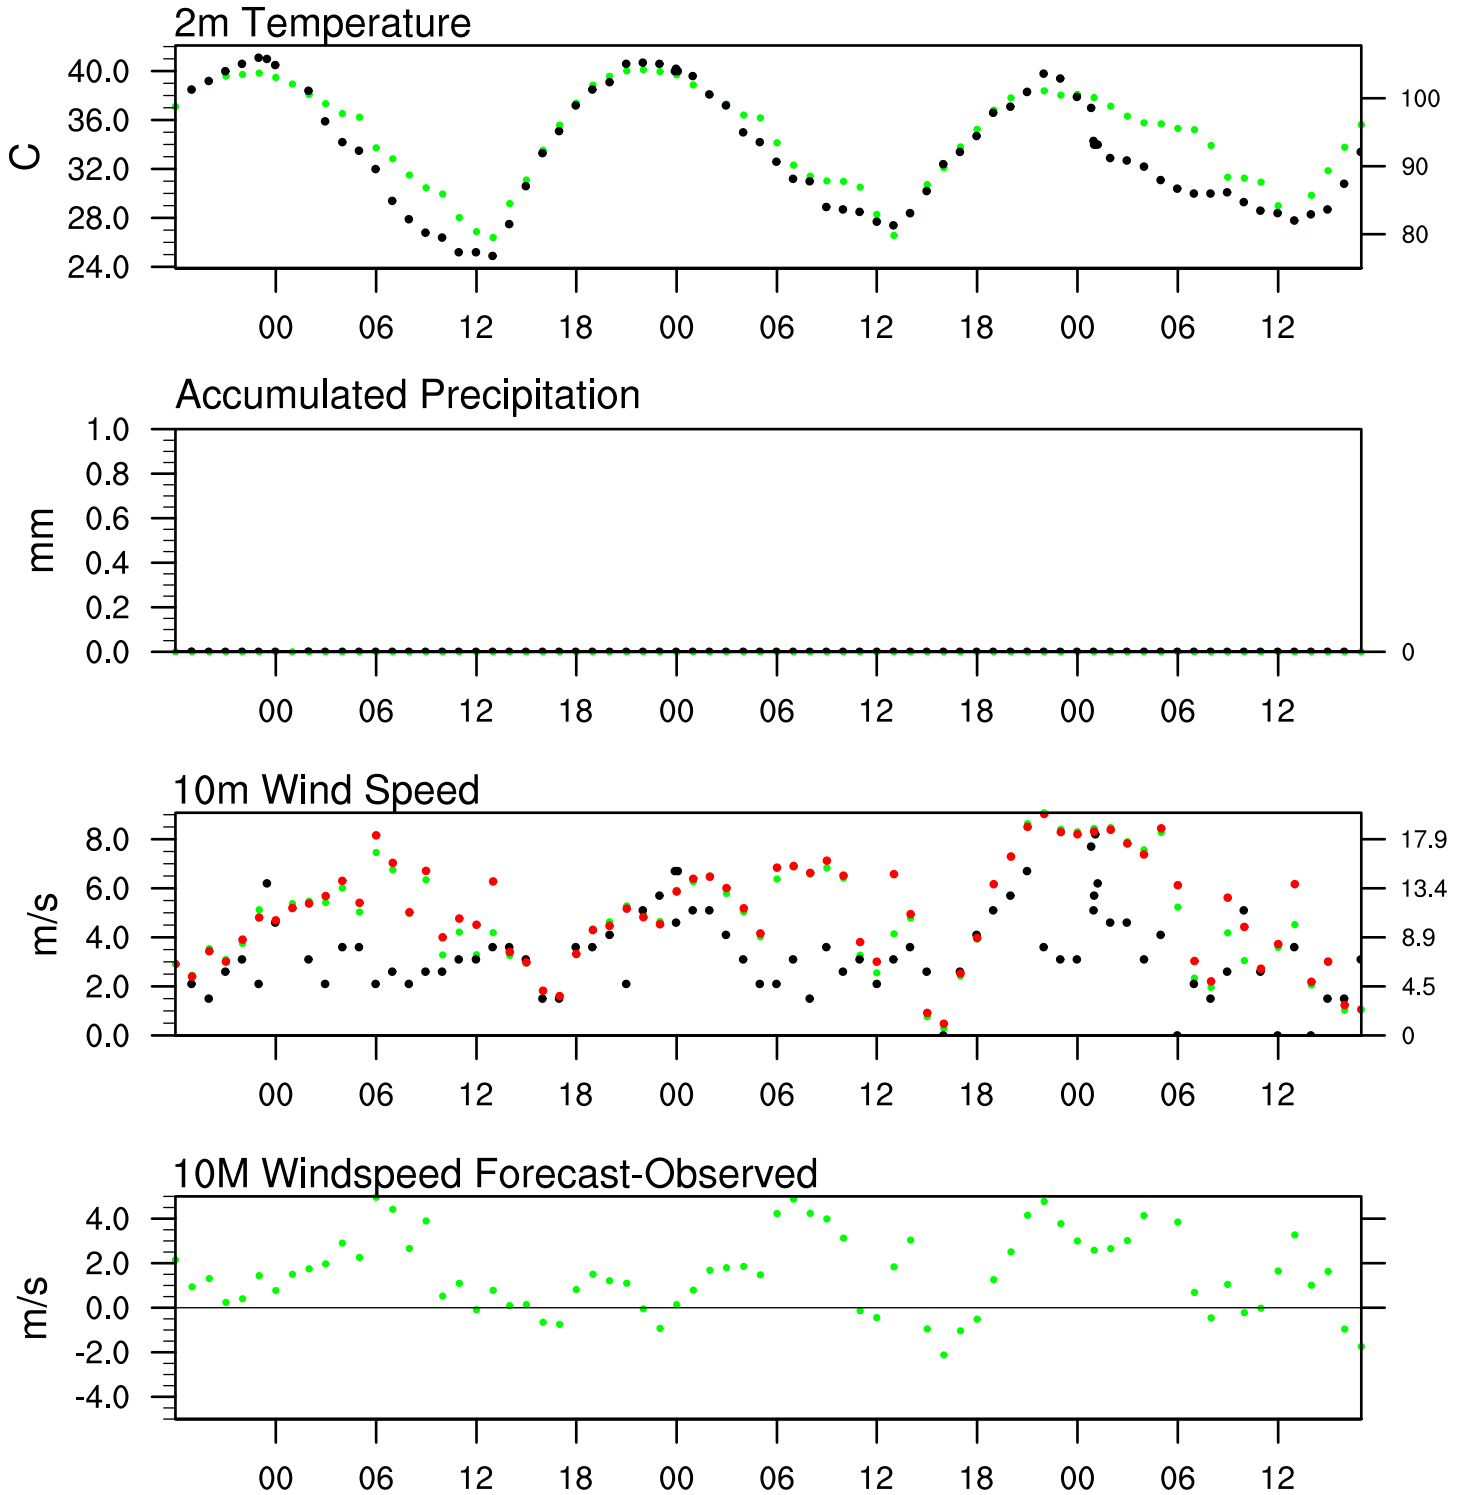 2m Temperature
40.0
36.0
32.0
28.0
24.0
C
100
90
80
00 06 12 18 00 06 12 18 00 06 12
Accumulated Precipitation
1.0
0.8
0.6
0.4
0.2
0.0
mm
0
00 06 12 18 00 06 12 18 00 06 12
10m Wind Speed
8.0
6.0
4.0
2.0
0.0
m/s
17.9
13.4
8.9
4.5
0
00 06 12 18 00 06 12 18 00 06 12
10M Windspeed Forecast-Observed
4.0
2.0
0.0
-2.0
-4.0
m/s
00 06 12 18 00 06 12 18 00 06 12